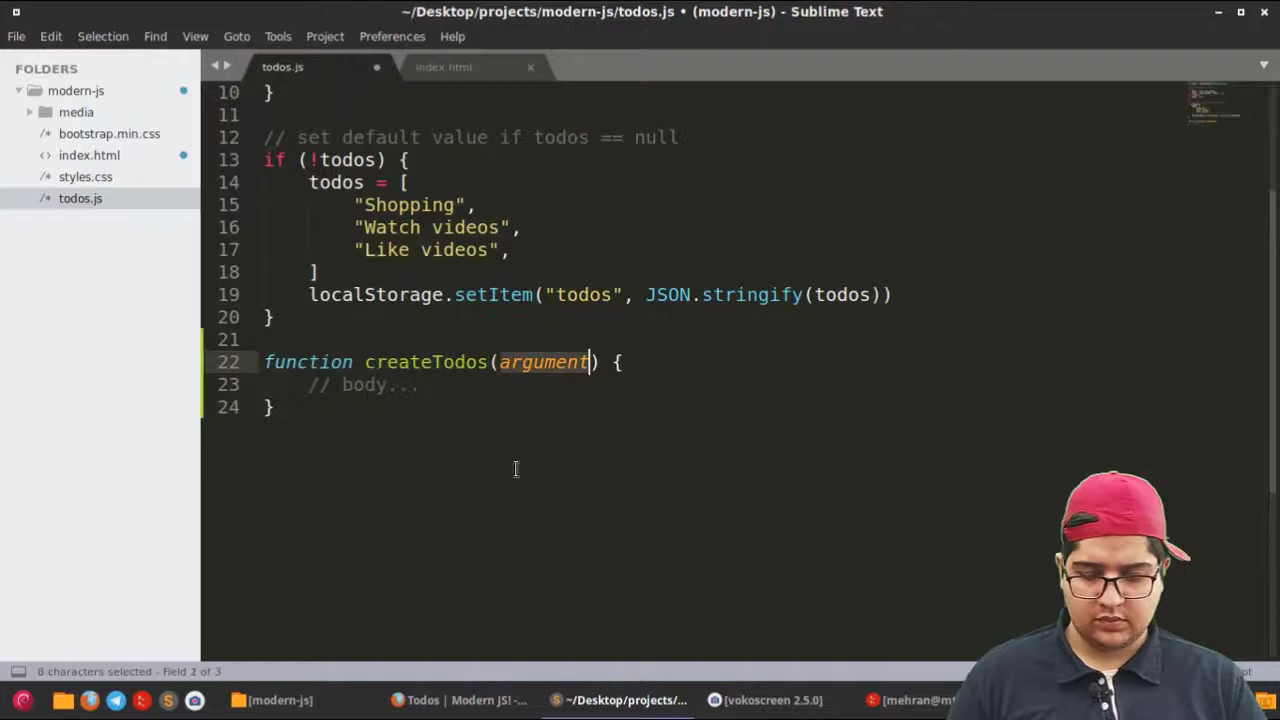 ~/Desktop/projects/modern-js/todos.js • (modern-js) - Sublime Text
File Edit Selection Find View Goto Tools Project Preferences Help
FOLDERS
modern-js
media
bootstrap.min.css
index.html
styles.css
todos.js
todos.js
index.html
10 }
11
12 // set default value if todos == null
13 if (!todos) {
14 todos = [
15 "Shopping",
16 "Watch videos",
17 "Like videos",
18 ]
19 localStorage.setItem("todos", JSON.stringify(todos))
20 }
21
22 function createTodos(argument) {
23 // body...
24 }
8 characters selected - Field 2 of 3
[modern-js] Todos | Modern JS! -... ~/Desktop/projects/... [vokoscreen 2.5.0]